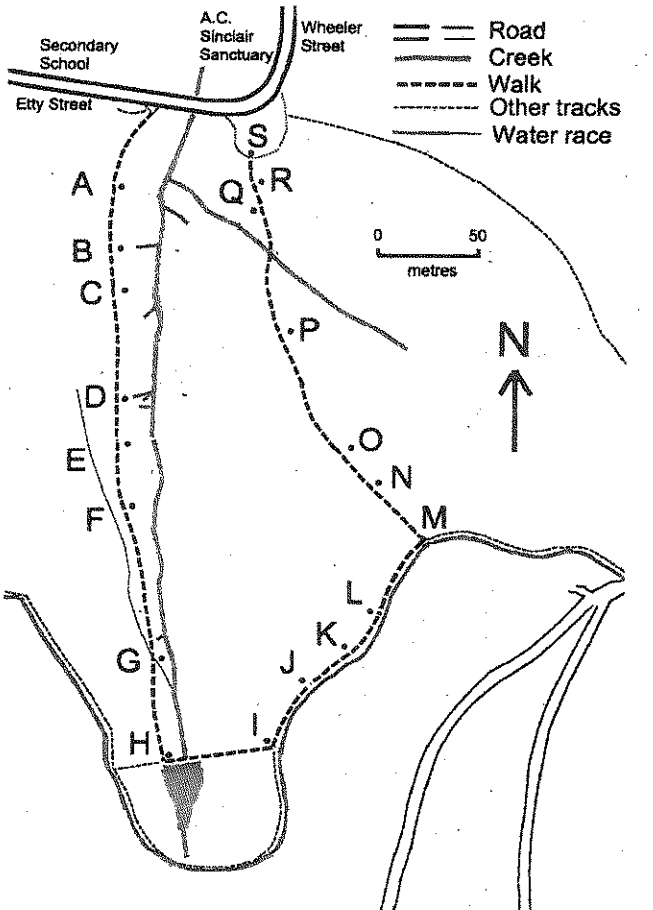 A.C.
Sinclair
Sanctuary
Wheeler
Street
Secondary
School
Etty Street
Road
Creek
Walk
Other tracks
Water race
S
A
R
Q
B
0 50
metres
C
P
N
D
O
E
N
F
M
L
K
G
J
I
H